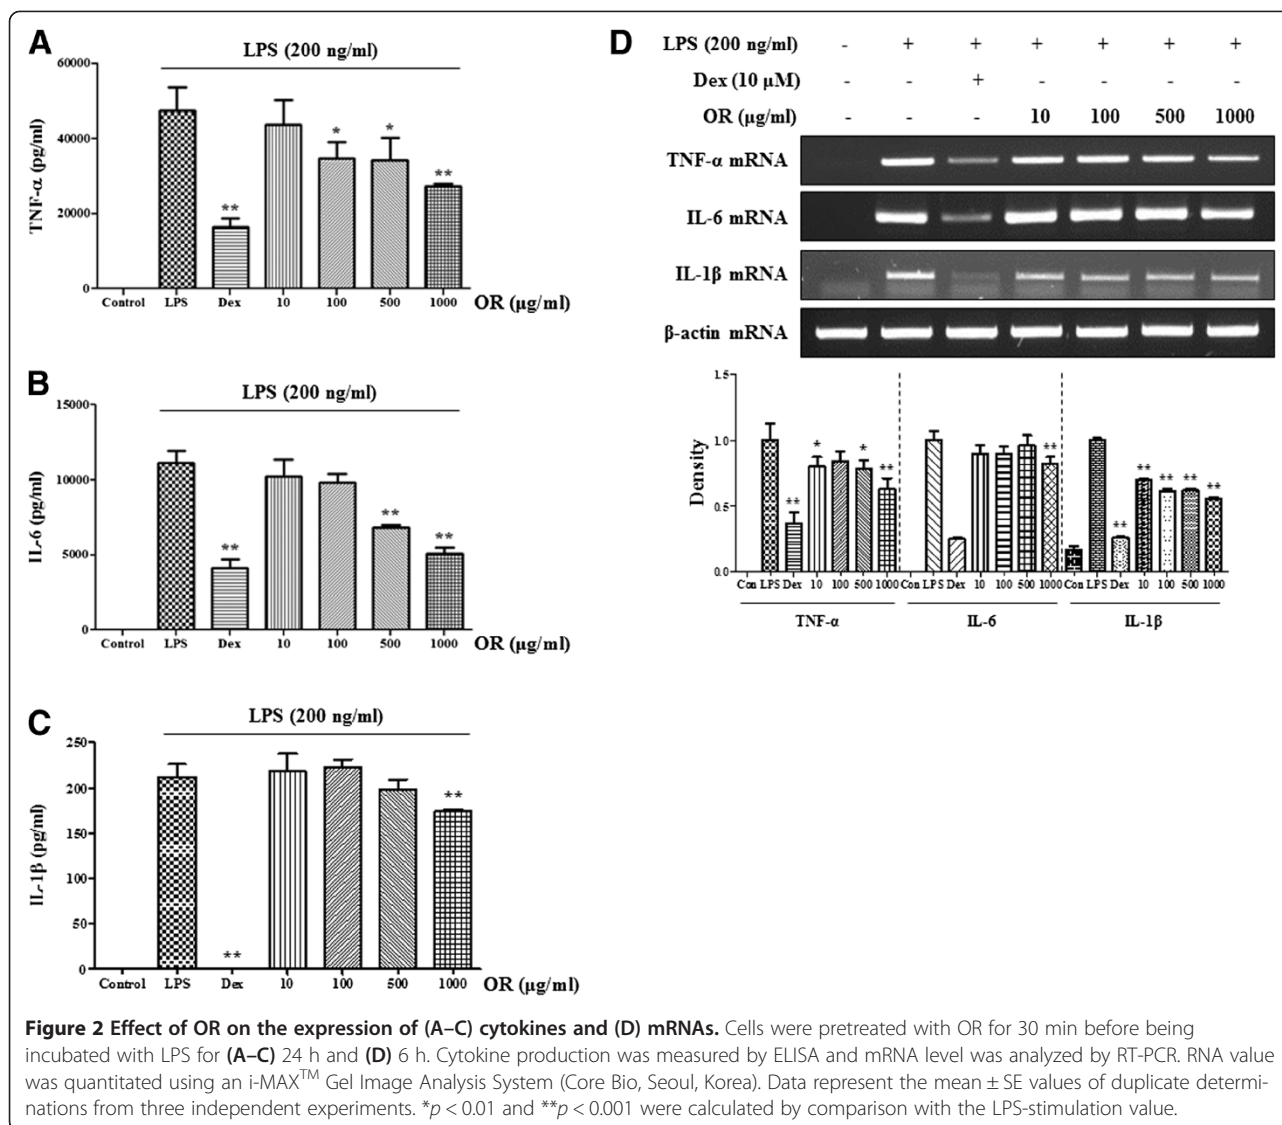 A
LPS (200 ng/ml)
TNF-α (pg/ml)
60000
40000
20000
0
** * * **
Control LPS Dex 10 100 500 1000 OR (µg/ml)
B
LPS (200 ng/ml)
IL-6 (pg/ml)
15000
10000
5000
0
** ** **
Control LPS Dex 10 100 500 1000 OR (µg/ml)
C
LPS (200 ng/ml)
IL-1β (pg/ml)
250
200
150
100
50
0
** **
Control LPS Dex 10 100 500 1000 OR (µg/ml)
D
LPS (200 ng/ml) - + + + + + +
Dex (10 µM) - - + - - - -
OR (µg/ml) - - - 10 100 500 1000
TNF-α mRNA
IL-6 mRNA
IL-1β mRNA
β-actin mRNA
Density
1.5
1.0
0.5
0.0
** * * ** ** ** ** ** ** **
Con LPS Dex 10 100 500 1000 Con LPS Dex 10 100 500 1000 Con LPS Dex 10 100 500 1000
TNF-α IL-6 IL-1β
Figure 2 Effect of OR on the expression of (A–C) cytokines and (D) mRNAs. Cells were pretreated with OR for 30 min before being
incubated with LPS for (A–C) 24 h and (D) 6 h. Cytokine production was measured by ELISA and mRNA level was analyzed by RT-PCR. RNA value
was quantitated using an i-MAX™ Gel Image Analysis System (Core Bio, Seoul, Korea). Data represent the mean ± SE values of duplicate determi-
nations from three independent experiments. *p < 0.01 and **p < 0.001 were calculated by comparison with the LPS-stimulation value.